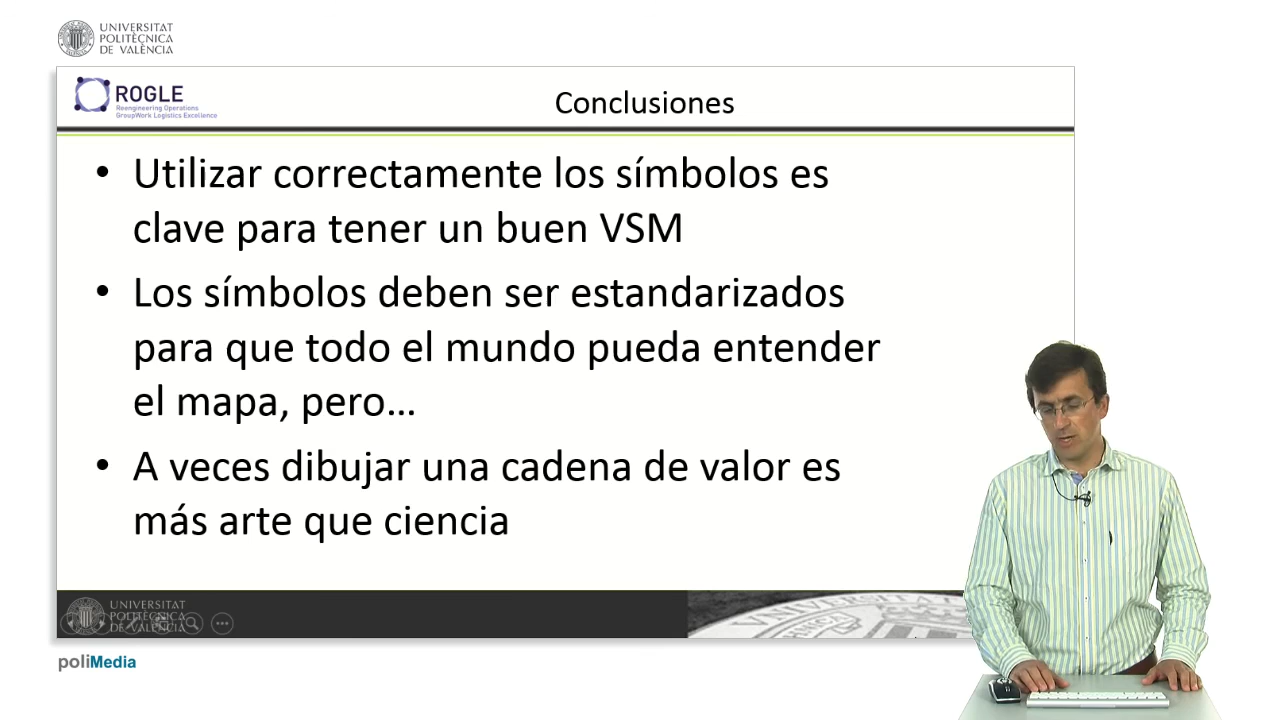 UNIVERSITAT
POLITÈCNICA
DE VALÈNCIA
ROGLE
Reengineering Operations
GroupWork Logistics Excellence
Conclusiones
• Utilizar correctamente los símbolos es
clave para tener un buen VSM
• Los símbolos deben ser estandarizados
para que todo el mundo pueda entender
el mapa, pero…
• A veces dibujar una cadena de valor es
más arte que ciencia
UNIVERSITAT
POLITÈCNICA
DE VALÈNCIA
poliMedia